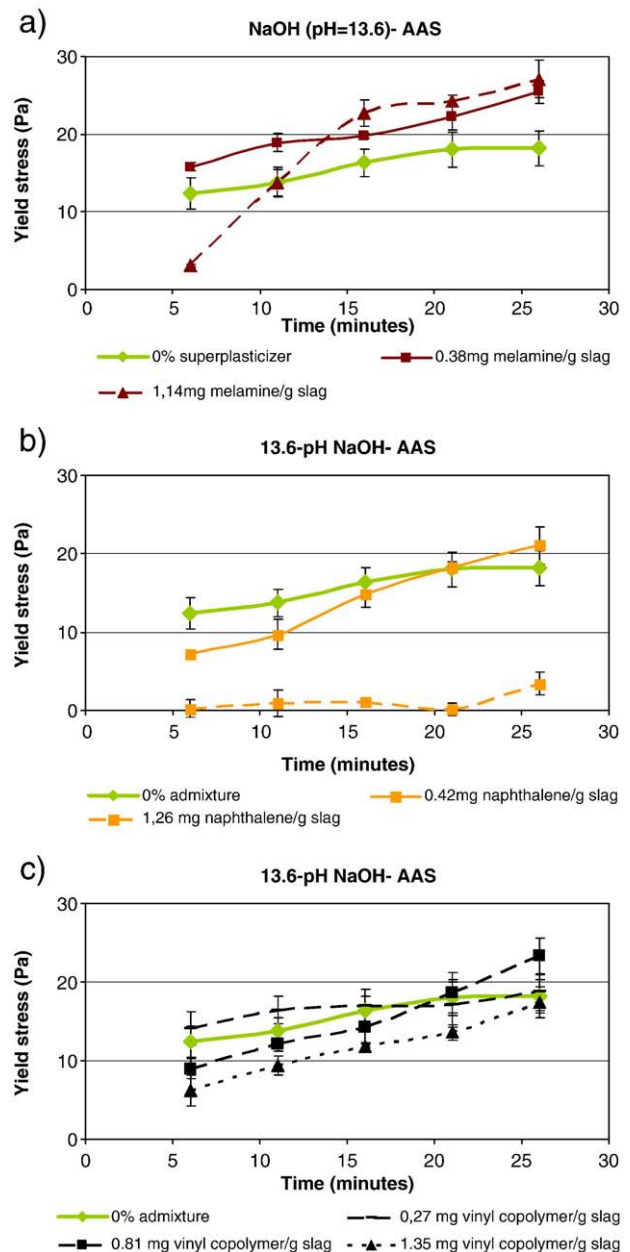 a)
NaOH (pH=13.6)- AAS
30
20
10
0
Yield stress (Pa)
0 5 10 15 20 25 30
Time (minutes)
0% superplasticizer 0.38mg melamine/g slag
1,14mg melamine/g slag
b)
13.6-pH NaOH- AAS
30
20
10
0
Yield stress (Pa)
0 5 10 15 20 25 30
Time (minutes)
0% admixture 0.42mg naphthalene/g slag
1,26 mg naphthalene/g slag
c)
13.6-pH NaOH- AAS
30
20
10
0
Yield stress (Pa)
0 5 10 15 20 25 30
Time (minutes)
0% admixture 0,27 mg vinyl copolymer/g slag
0.81 mg vinyl copolymer/g slag 1.35 mg vinyl copolymer/g slag